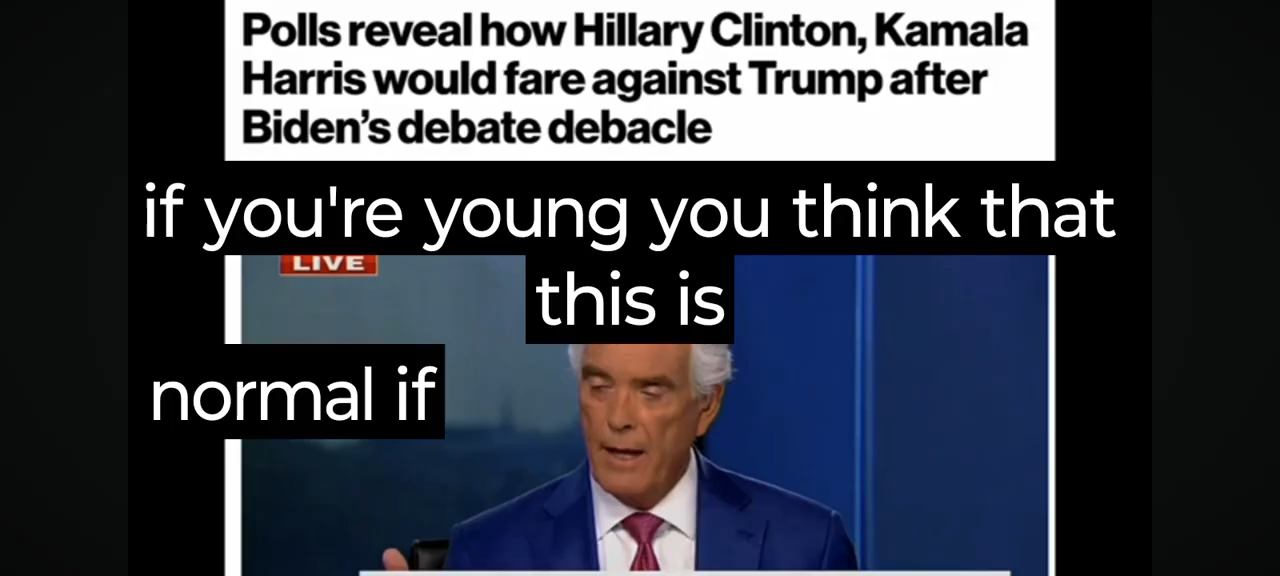 Polls reveal how Hillary Clinton, Kamala
Harris would fare against Trump after
Biden's debate debacle
if you're young you think that
this is
LIVE
normal if